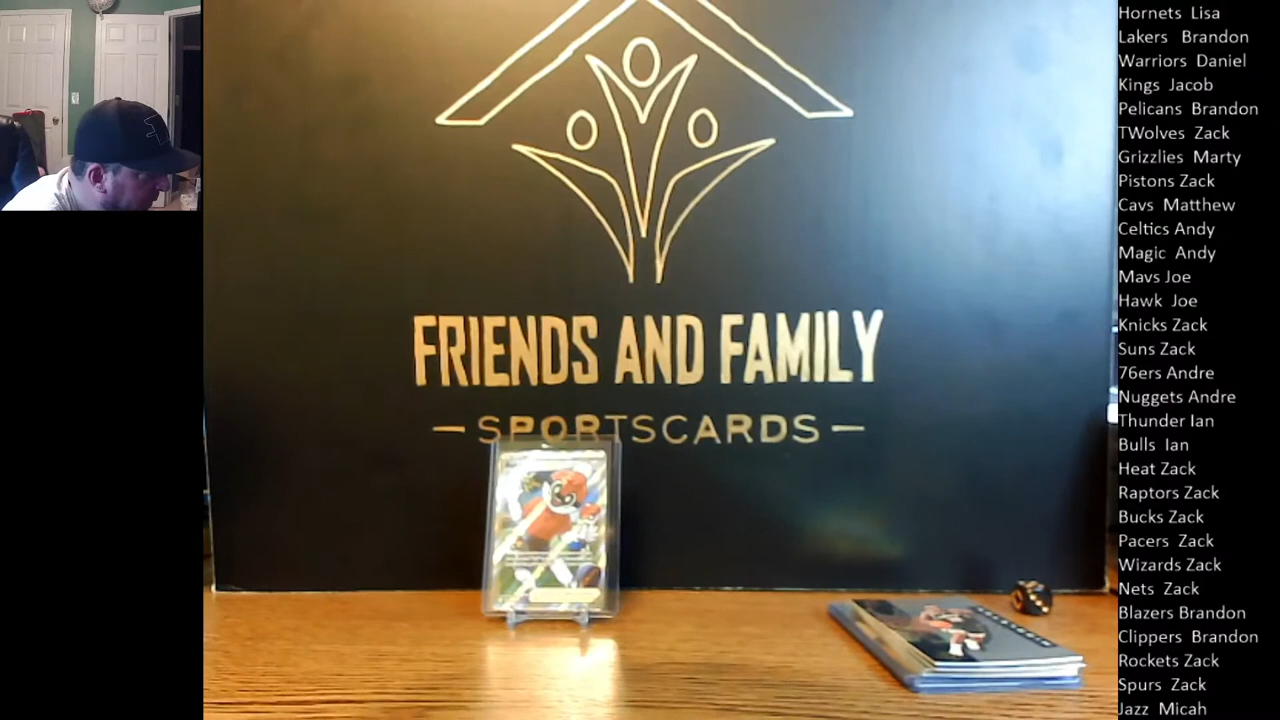 FRIENDS AND FAMILY
— SPORTSCARDS —
Hornets Lisa
Lakers Brandon
Warriors Daniel
Kings Jacob
Pelicans Brandon
TWolves Zack
Grizzlies Marty
Pistons Zack
Cavs Matthew
Celtics Andy
Magic Andy
Mavs Joe
Hawk Joe
Knicks Zack
Suns Zack
76ers Andre
Nuggets Andre
Thunder Ian
Bulls Ian
Heat Zack
Raptors Zack
Bucks Zack
Pacers Zack
Wizards Zack
Nets Zack
Blazers Brandon
Clippers Brandon
Rockets Zack
Spurs Zack
Jazz Micah